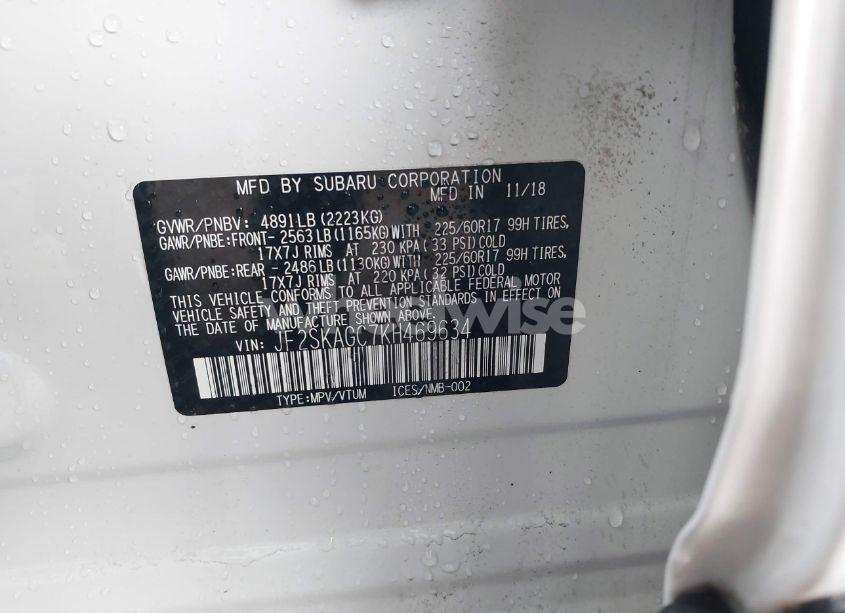 MFD BY SUBARU CORPORATION
MFD IN 11/18
GVWR/PNBV: 4891LB (2223KG)
GAWR/PNBE:FRONT- 2563LB(1165KG)WITH 225/60R17 99H TIRES,
17X7J RIMS AT 230 KPA( 33 PSI)COLD
GAWR/PNBE:REAR - 2486LB(1130KG)WITH 225/60R17 99H TIRES,
17X7J RIMS AT 220 KPA( 32 PSI)COLD
THIS VEHICLE CONFORMS TO ALL APPLICABLE FEDERAL MOTOR
VEHICLE SAFETY AND THEFT PREVENTION STANDARDS IN EFFECT ON
THE DATE OF MANUFACTURE SHOWN ABOVE.
VIN: JF2SKAGC7KH469634
TYPE:MPV/VTUM ICES/NMB-002